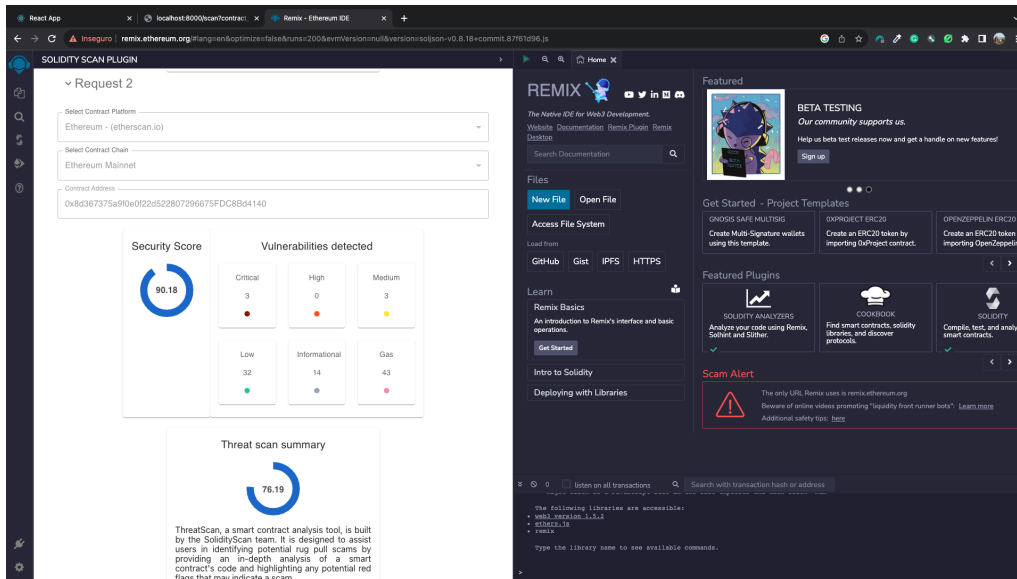 React App
localhost:8000/scan?contract_
Remix - Ethereum IDE
Inseguro
remix.ethereum.org/#lang=en&optimize=false&runs=200&evmVersion=null&version=soljson-v0.8.18+commit.87f61d96.js
SOLIDITY SCAN PLUGIN
Request 2
Select Contract Platform
Ethereum - (etherscan.io)
Select Contract Chain
Ethereum Mainnet
Contract Address
0x8d367375a9f0e0f22d522807296675FDC8Bd4140
Security Score
90.18
Vulnerabilities detected
Critical
3
High
0
Medium
3
Low
32
Informational
14
Gas
43
Threat scan summary
76.19
ThreatScan, a smart contract analysis tool, is built
by the SolidityScan team. It is designed to assist
users in identifying potential rug pull scams by
providing an in-depth analysis of a smart
contract's code and highlighting any potential red
flags that may indicate a scam.
Home
REMIX
The Native IDE for Web3 Development.
Website Documentation Remix Plugin Remix
Desktop
Search Documentation
Files
New File
Open File
Access File System
Load from
GitHub
Gist
IPFS
HTTPS
Learn
Remix Basics
An introduction to Remix's interface and basic
operations.
Get Started
Intro to Solidity
Deploying with Libraries
Featured
BETA TESTING
Our community supports us.
Help us beta test releases now and get a
handle on new features!
Sign up
Get Started - Project Templates
GNOSIS SAFE MULTISIG
Create Multi-Signature wallets
using this template.
0XPROJECT ERC20
Create an ERC20 token by
importing 0xProject contract.
OPENZEPPELIN ERC20
Create an ERC20 token
importing OpenZeppelin
Featured Plugins
SOLIDITY ANALYZERS
Analyze your code using Remix,
Solhint and Slither.
COOKBOOK
Find smart contracts, solidity
libraries, and discover
protocols.
SOLIDITY
Compile, test, and analy
smart contracts.
Scam Alert
The only URL Remix uses is remix.ethereum.org
Beware of online videos promoting "liquidity front runner bots": Learn more
Additional safety tips: here
0
listen on all transactions
Search with transaction hash or address
The following libraries are accessible:
web3 version 1.5.2
ethers.js
remix
Type the library name to see available commands.
>